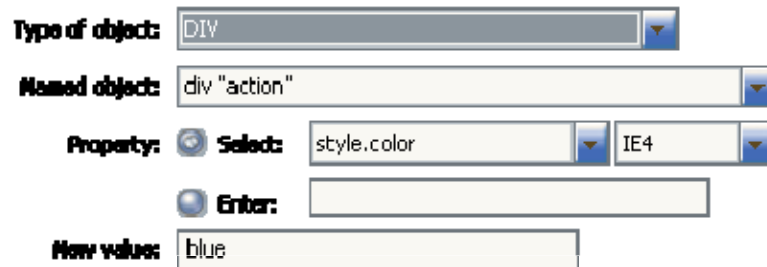 Type of object: DIV
Named object: div "action"
Property: Select: style.color IE4
Enter:
New value: blue